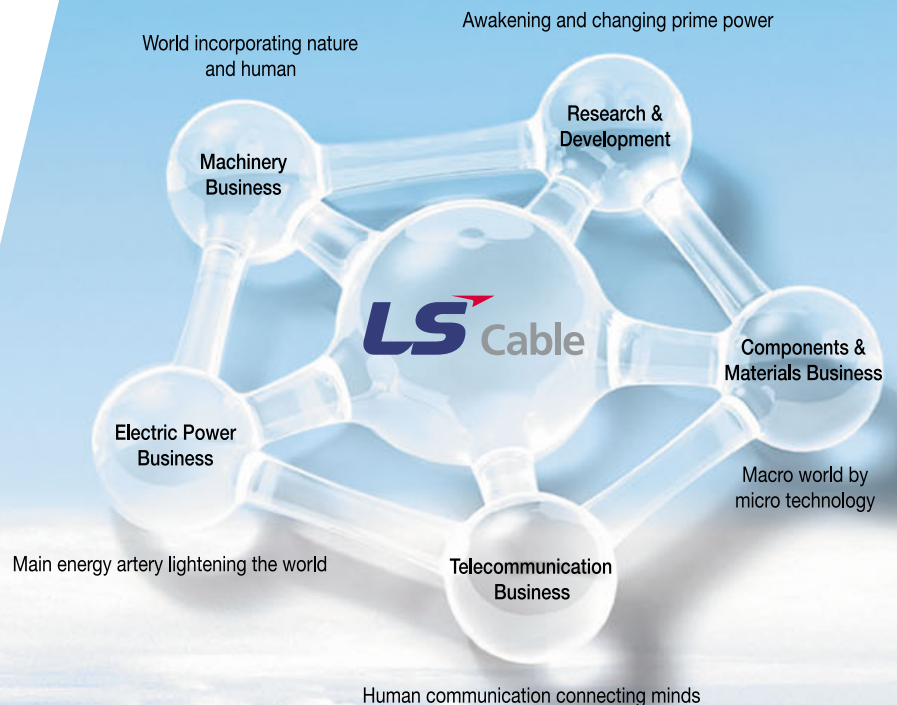 Awakening and changing prime power
World incorporating nature
and human
Research &
Development
Machinery
Business
LS Cable
Components &
Materials Business
Electric Power
Business
Macro world by
micro technology
Main energy artery lightening the world
Telecommunication
Business
Human communication connecting minds